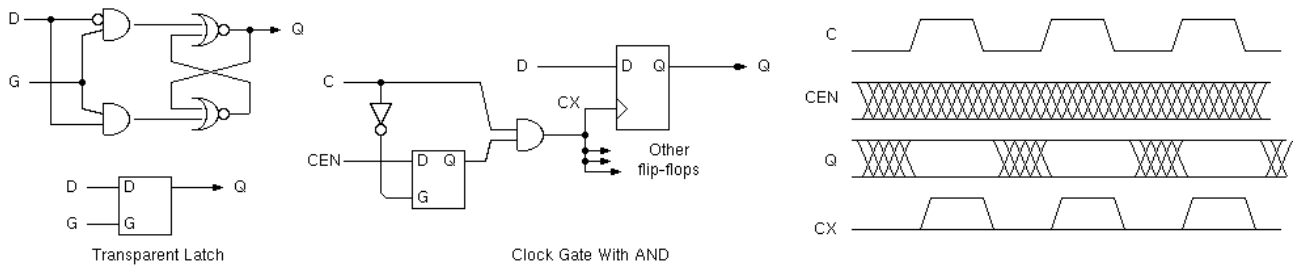 D
Q
G
D
D
Q
G
G
Transparent Latch
C
CEN
D
Q
G
CX
D
D
Q
Q
Other
flip-flops
Clock Gate With AND
C
CEN
Q
CX